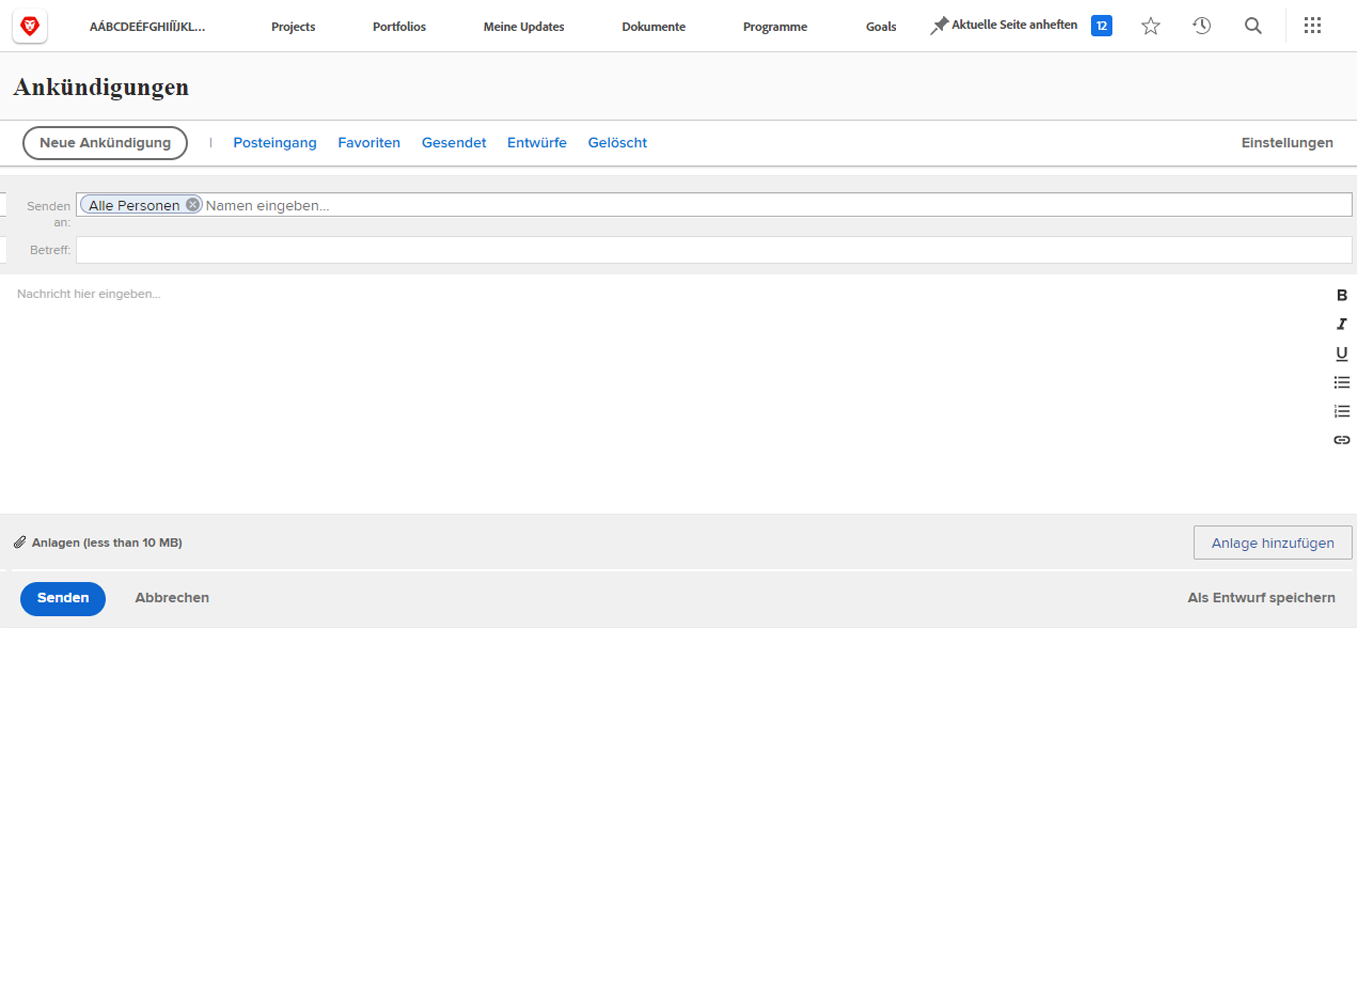 AÁBCDEÉFGHIÍÏJKL... Projects Portfolios Meine Updates Dokumente Programme Goals Aktuelle Seite anheften 12
Ankündigungen
Neue Ankündigung | Posteingang Favoriten Gesendet Entwürfe Gelöscht Einstellungen
Senden an: Alle Personen Namen eingeben...
Betreff:
Nachricht hier eingeben...
B
I
U
Anlagen (less than 10 MB) Anlage hinzufügen
Senden Abbrechen Als Entwurf speichern